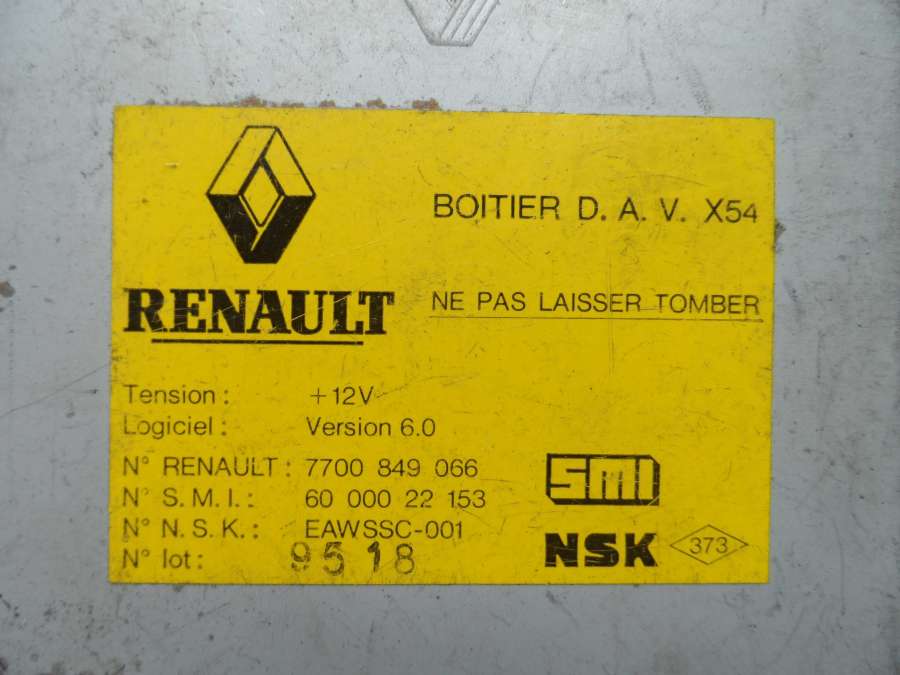 BOITIER D. A. V. X54
RENAULT
NE PAS LAISSER TOMBER
Tension : +12V
Logiciel : Version 6.0
N° RENAULT : 7700 849 066
N° S.M.I. : 60 000 22 153
N° N.S.K. : EAWSSC-001
N° lot : 9518
SMI
NSK 373